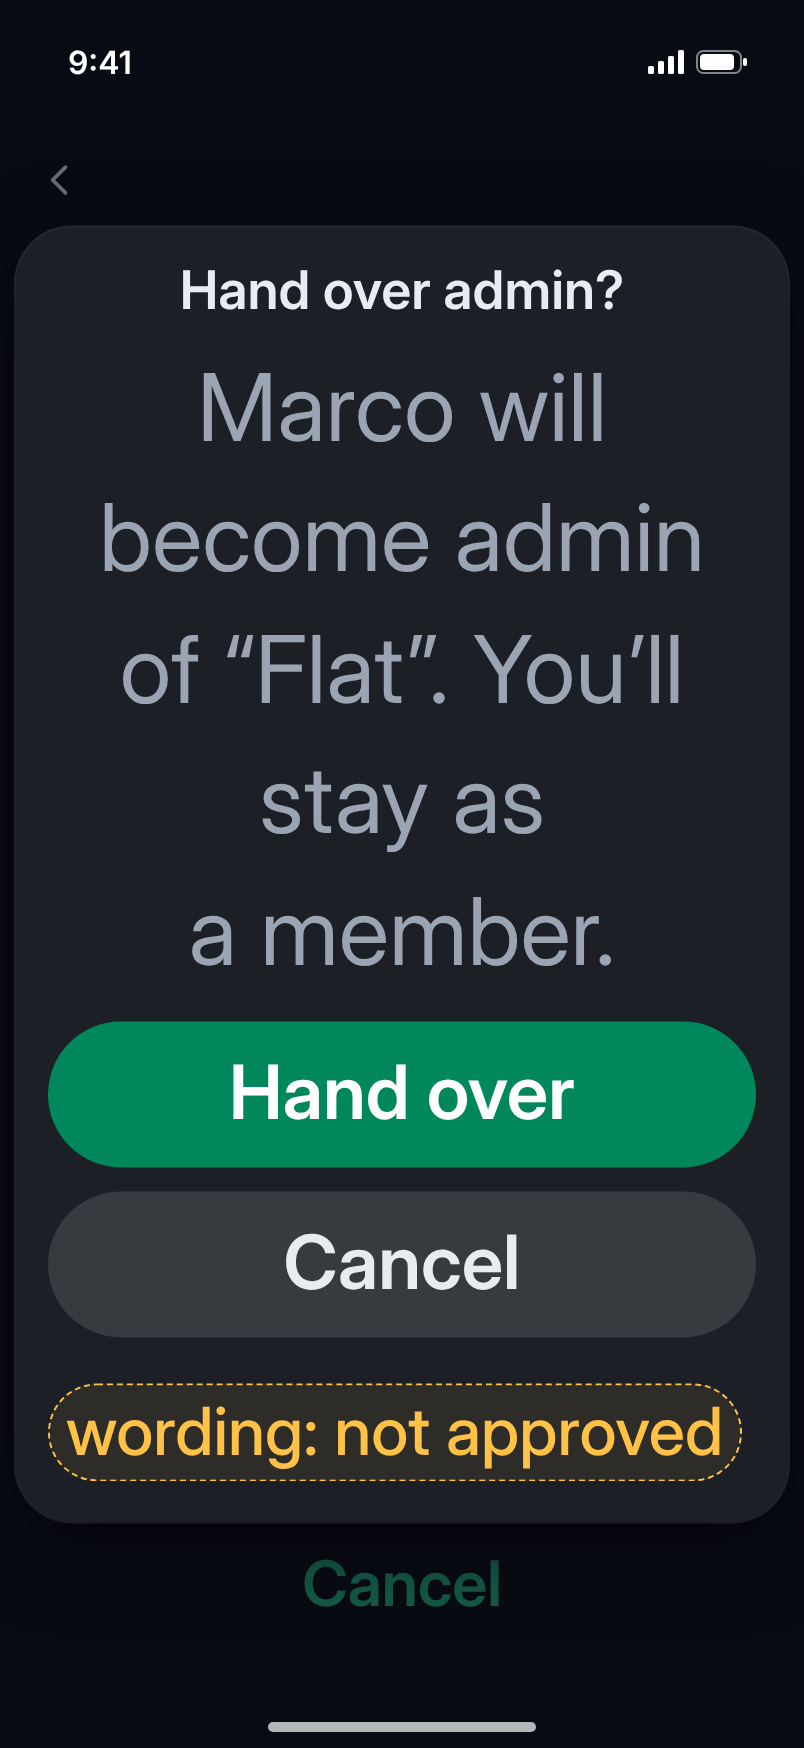 9:41
Hand over admin?
Marco will
become admin
of “Flat”. You’ll
stay as
a member.
Hand over
Cancel
wording: not approved
Cancel